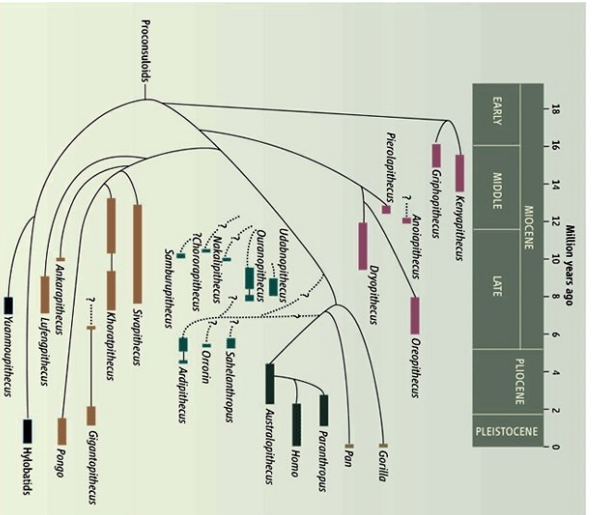 Million years ago
18
16
14
12
10
8
6
4
2
0
MIOCENE
PLIOCENE
PLEISTOCENE
EARLY
MIDDLE
LATE
Proconsuloids
Kenyapithecus
Griphopithecus
Pierolapithecus
? Anoiapithecus
Oreopithecus
Dryopithecus
Udabnopithecus
Ouranopithecus
?
Nakalipithecus
?
?Chororapithecus
Samburupithecus
?
?
?
?
Sahelanthropus
Orrorin
Ardipithecus
Gorilla
Pan
Paranthropus
Homo
Australopithecus
Sivapithecus
Khoratpithecus
?
Gigantopithecus
Ankarapithecus
Pongo
Lufengpithecus
Hylobatids
Yuanmoupithecus